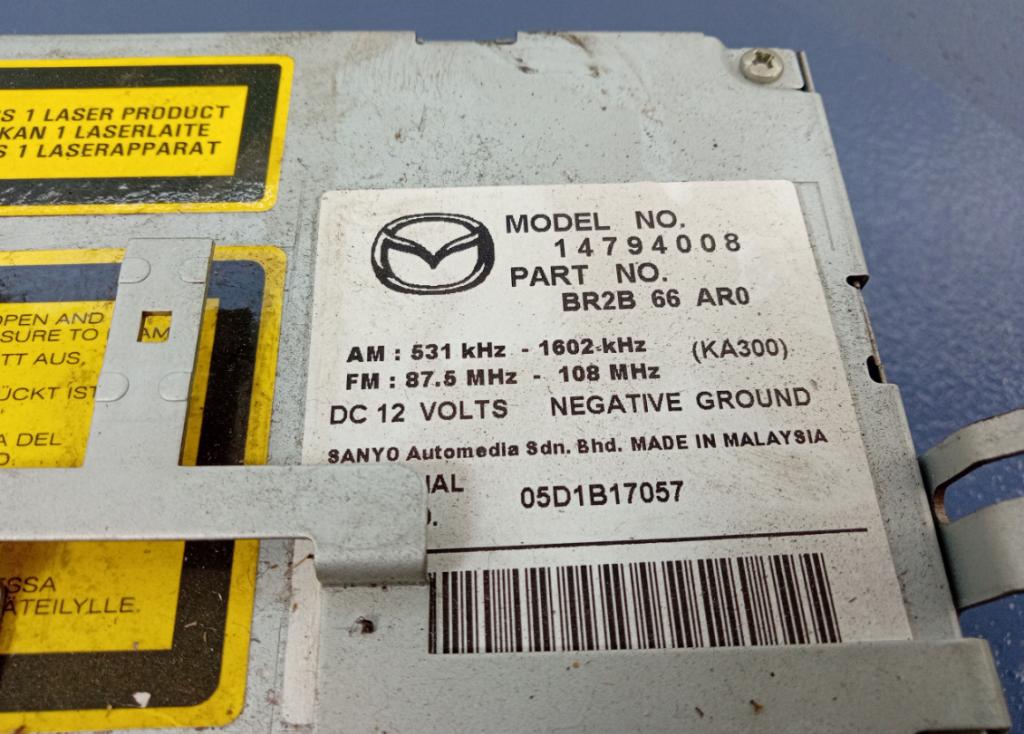 S 1 LASER PRODUCT
KAN 1 LASERLAITE
S 1 LASERAPPARAT
OPEN AND
SURE TO AM
TT AUS,
ÜCKT IST
A DEL
MODEL NO.
14794008
PART NO.
BR2B 66 AR0
AM : 531 kHz - 1602 kHz (KA300)
FM : 87.5 MHz - 108 MHz
DC 12 VOLTS NEGATIVE GROUND
SANYO Automedia Sdn. Bhd. MADE IN MALAYSIA
IAL
05D1B17057
SSA
ÄTEILYLLE.